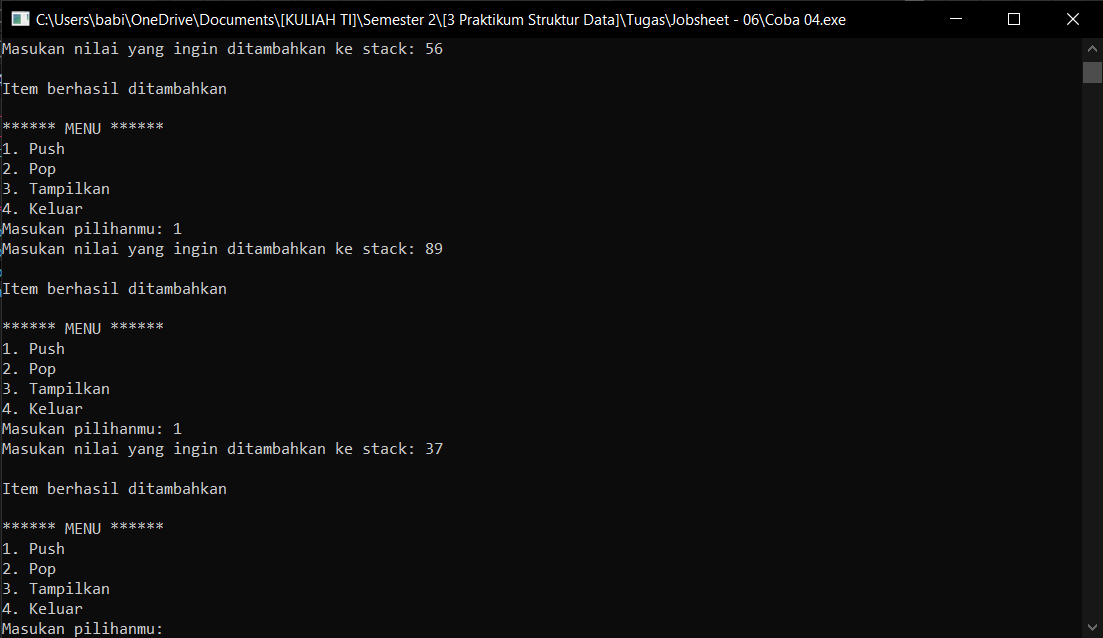 C:\Users\babi\OneDrive\Documents\[KULIAH TI]\Semester 2\[3 Praktikum Struktur Data]\Tugas\Jobsheet - 06\Coba 04.exe
Masukan nilai yang ingin ditambahkan ke stack: 56
Item berhasil ditambahkan
****** MENU ******
1. Push
2. Pop
3. Tampilkan
4. Keluar
Masukan pilihanmu: 1
Masukan nilai yang ingin ditambahkan ke stack: 89
Item berhasil ditambahkan
****** MENU ******
1. Push
2. Pop
3. Tampilkan
4. Keluar
Masukan pilihanmu: 1
Masukan nilai yang ingin ditambahkan ke stack: 37
Item berhasil ditambahkan
****** MENU ******
1. Push
2. Pop
3. Tampilkan
4. Keluar
Masukan pilihanmu: